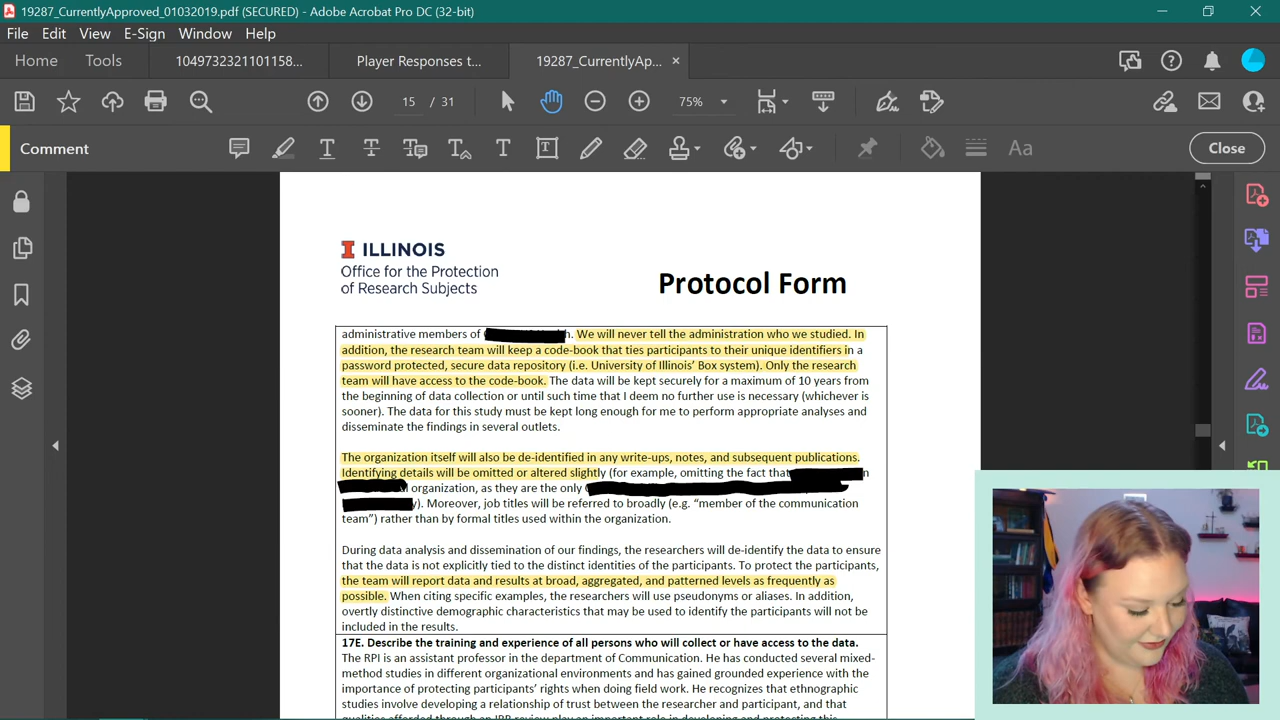 19287_CurrentlyApproved_01032019.pdf (SECURED) - Adobe Acrobat Pro DC (32-bit)
File Edit View E-Sign Window Help
Home Tools 1049732321101158... Player Responses t... 19287_CurrentlyAp...
15 / 31 75%
Comment Aa Close
ILLINOIS
Office for the Protection
of Research Subjects
Protocol Form
administrative members of We will never tell the administration who we studied. In
addition, the research team will keep a code-book that ties participants to their unique identifiers in a
password protected, secure data repository (i.e. University of Illinois' Box system). Only the research
team will have access to the code-book. The data will be kept securely for a maximum of 10 years from
the beginning of data collection or until such time that I deem no further use is necessary (whichever is
sooner). The data for this study must be kept long enough for me to perform appropriate analyses and
disseminate the findings in several outlets.
The organization itself will also be de-identified in any write-ups, notes, and subsequent publications.
Identifying details will be omitted or altered slightly (for example, omitting the fact that
organization, as they are the only
). Moreover, job titles will be referred to broadly (e.g. "member of the communication
team") rather than by formal titles used within the organization.
During data analysis and dissemination of our findings, the researchers will de-identify the data to ensure
that the data is not explicitly tied to the distinct identities of the participants. To protect the participants,
the team will report data and results at broad, aggregated, and patterned levels as frequently as
possible. When citing specific examples, the researchers will use pseudonyms or aliases. In addition,
overtly distinctive demographic characteristics that may be used to identify the participants will not be
included in the results.
17E. Describe the training and experience of all persons who will collect or have access to the data.
The RPI is an assistant professor in the department of Communication. He has conducted several mixed-
method studies in different organizational environments and has gained grounded experience with the
importance of protecting participants' rights when doing field work. He recognizes that ethnographic
studies involve developing a relationship of trust between the researcher and participant, and that
qualities afforded through an IRB review play an important role in developing and protecting this